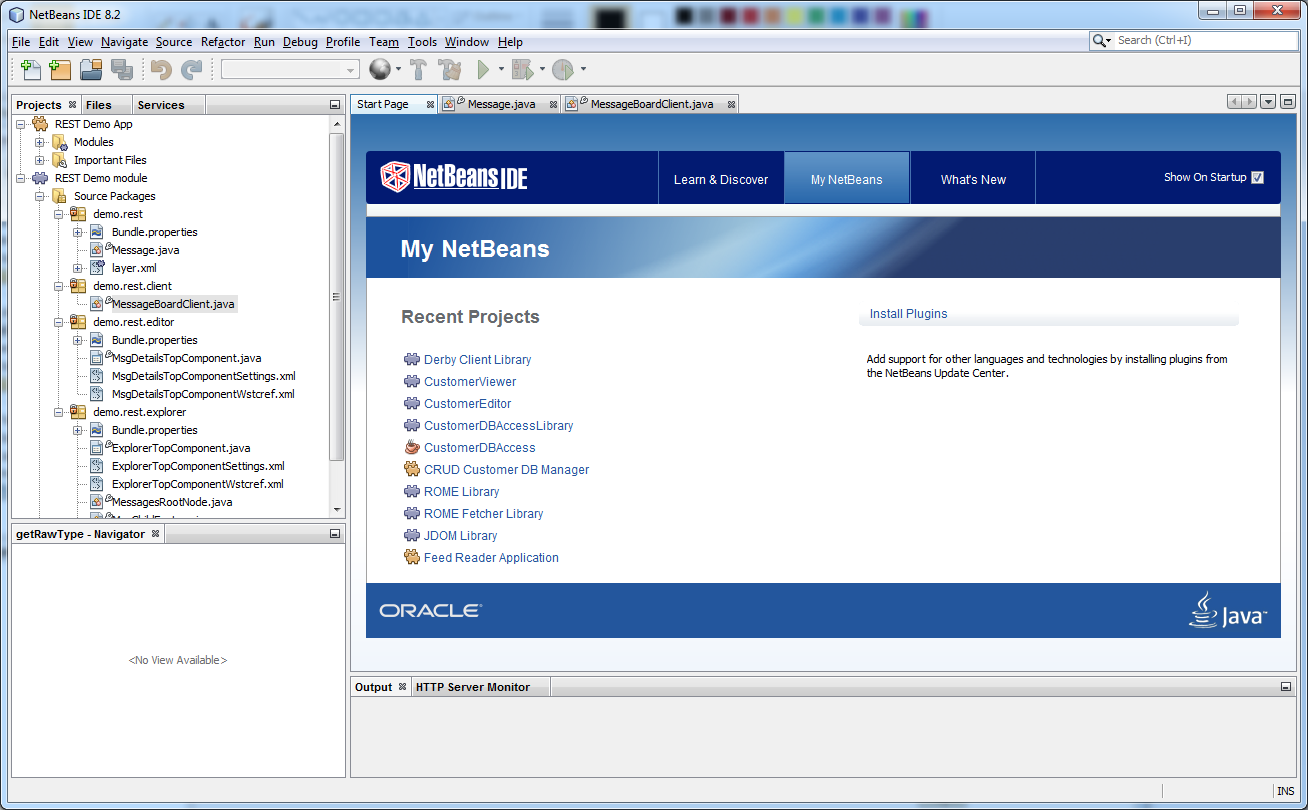 NetBeans IDE 8.2
File Edit View Navigate Source Refactor Run Debug Profile Team Tools Window Help
Search (Ctrl+I)
Projects Files Services
REST Demo App
Modules
Important Files
REST Demo module
Source Packages
demo.rest
Bundle.properties
Message.java
layer.xml
demo.rest.client
MessageBoardClient.java
demo.rest.editor
Bundle.properties
MsgDetailsTopComponent.java
MsgDetailsTopComponentSettings.xml
MsgDetailsTopComponentWstcref.xml
demo.rest.explorer
Bundle.properties
ExplorerTopComponent.java
ExplorerTopComponentSettings.xml
ExplorerTopComponentWstcref.xml
MessagesRootNode.java
getRawType - Navigator
<No View Available>
Start Page Message.java MessageBoardClient.java
NetBeans IDE
Learn & Discover My NetBeans What's New
Show On Startup
My NetBeans
Recent Projects
Derby Client Library
CustomerViewer
CustomerEditor
CustomerDBAccessLibrary
CustomerDBAccess
CRUD Customer DB Manager
ROME Library
ROME Fetcher Library
JDOM Library
Feed Reader Application
Install Plugins
Add support for other languages and technologies by installing plugins from
the NetBeans Update Center.
ORACLE
Java™
Output HTTP Server Monitor
INS